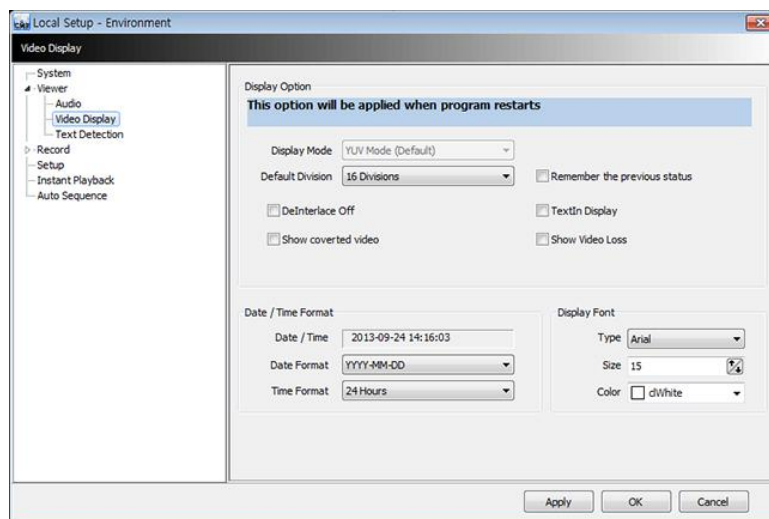 Local Setup - Environment
Video Display
System
Viewer
Audio
Video Display
Text Detection
Record
Setup
Instant Playback
Auto Sequence
Display Option
This option will be applied when program restarts
Display Mode YUV Mode (Default)
Default Division 16 Divisions Remember the previous status
DeInterlace Off TextIn Display
Show coverted video Show Video Loss
Date / Time Format
Date / Time 2013-09-24 14:16:03
Date Format YYYY-MM-DD
Time Format 24 Hours
Display Font
Type Arial
Size 15
Color dWhite
Apply OK Cancel